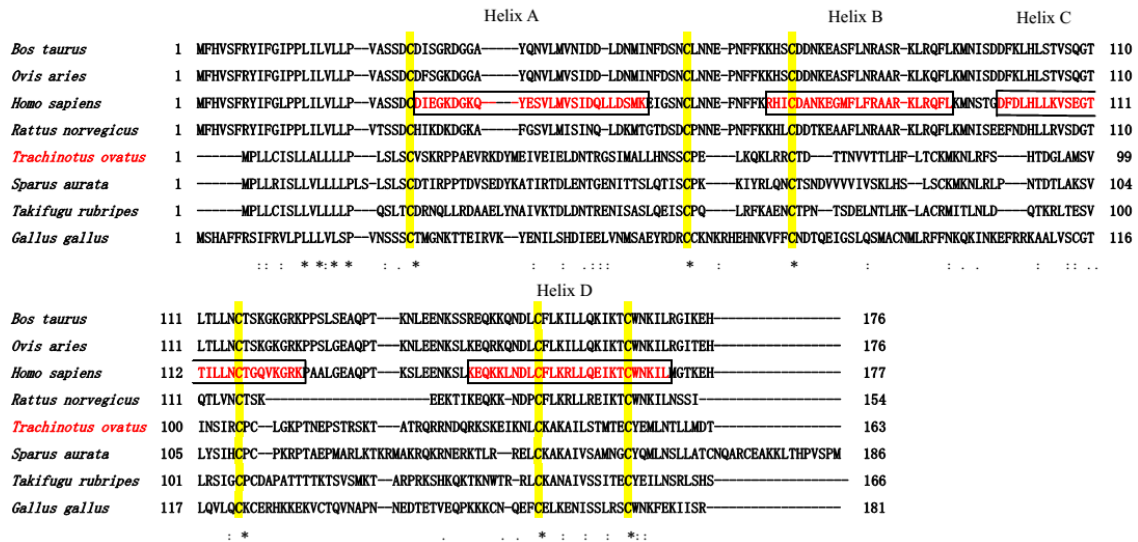 Helix A Helix B Helix C
Bos taurus 1 MFHVSFRYIFGIPPLILVLLP--VASSDCDISGRDGGA-----YQNVLMVNIDD-LDNMINFDSNCLNNE-PNFFKKHSCDDNKEASFLNRASR-KLRQFLKMNISDDFKLHLSTVSQGT 110
Ovis aries 1 MFHVSFRYIFGIPPLILVLLP--VASSDCDFSGKDGGA-----YQNVLMVSIDD-LDNMINFDSNCLNNE-PNFFKKHSCDDNKEASFLNRAAR-KLRQFLKMNISDDFKLHLSTVSQGT 110
Homo sapiens 1 MFHVSFRYIFGLPPLILVLLP--VASSDCDIEGKDGKQ-----YESVLMVSIDQLLDSMKEIGSNCLNNE-FNFFKRHICDANKEGMFLFRAAR-KLRQFLKMNSTGDFDLHLLKVSEGT 111
Rattus norvegicus 1 MFHVSFRYIFGIPPLILVLLP--VTSSDCHIKDKDGKA-----FGSVLMISINQ-LDKMTGTDSDCPNNE-PNFFKKHLCDDTKEAAFLNRAAR-KLRQFLKMNISEEFNDHLLRVSDGT 110
Trachinotus ovatus 1 ------MPLLCISLLALLLLP--LSLSCVSKRPPAEVRKDYMEIVEIELDNTRGSIMALLHNSSCPE---LKQKLRRCTD--TTNVVTTLHF-LTCKMKNLRFS---HTDGLAMSV 99
Sparus aurata 1 ------MPLLRISLLVLLLLPLS-LSLSCDTIRPPTDVSEDYKATIRTDLENTGENITTSLQTISCPK----KIYRLQNCTSNDVVVVIVSKLHS--LSCKMKNLRLP---NTDTLAKSV 104
Takifugu rubripes 1 ------MPLLCISLLVLLLLP---QSLTCDRNQLLRDAAELYNAIVKTDLDNTRENISASLQEISCPQ----LRFKAENCTPN--TSDELNTLHK-LACRMITLNLD---QTKRLTESV 100
Gallus gallus 1 MSHAFFRSIFRVLPLLLVLSP--VNSSSCTMGNKTTEIRVK--YENILSHDIEELVNMSAEYRDRCCKNKRHEHNKVFFCNDTQEIGSLQSMACNMLRFFNKQKINKEFRRKAALVSCGT 116
:: : * *:* * : . * : . :::: * : * : : . . : :: ..
Helix D
Bos taurus 111 LTLLNCTSKGKGRKPPSLSEAQPT---KNLEENKSSREQKKQNDLCFLKILLQKIKTCWNKILRGIKEH----------------- 176
Ovis aries 111 LTLLNCTSKGKGRKPPSLGEAQPT---KNLEENKSLKEQRKQNDLCFLKILLQKIKTCWNKILRGITEH----------------- 176
Homo sapiens 112 TILLNCTGQVKGRKPAALGEAQPT---KSLEENKSLKEQKKLNDLCFLKRLLQEIKTCWNKILMGTKEH----------------- 177
Rattus norvegicus 111 QTLVNCTSK----------------------EEKTIKEQKK--NDPCFLKRLLREIKTCWNKILNSSI------------------- 154
Trachinotus ovatus 100 INSIRCPC--LGKPTNEPSTRSKT---ATRQRRNDQRKSKEIKNLCKAKAILSTMTECYEMLNTLLMDT----------------- 163
Sparus aurata 105 LYSIHCPC--PKRPTAEPMARLKTKRMAKRQKRNERKTLR--RELCKAKAIVSAMNGCYQMLNSLLATCNQARCEAKKLTHPVSPM 186
Takifugu rubripes 101 LRSIGCPCDAPATTTTKTSVSMKT--ARPRKSHKQKTKNWTR-RLCKANAIVSSITECYEILNSRLSHS------------------ 166
Gallus gallus 117 LQVLQCKCERHKKEKVCTQVNAPN--NEDTETVEQPKKKCN-QEFCELKENISSLRSCWNKFEKIISR------------------ 181
: * . . * : : : *::